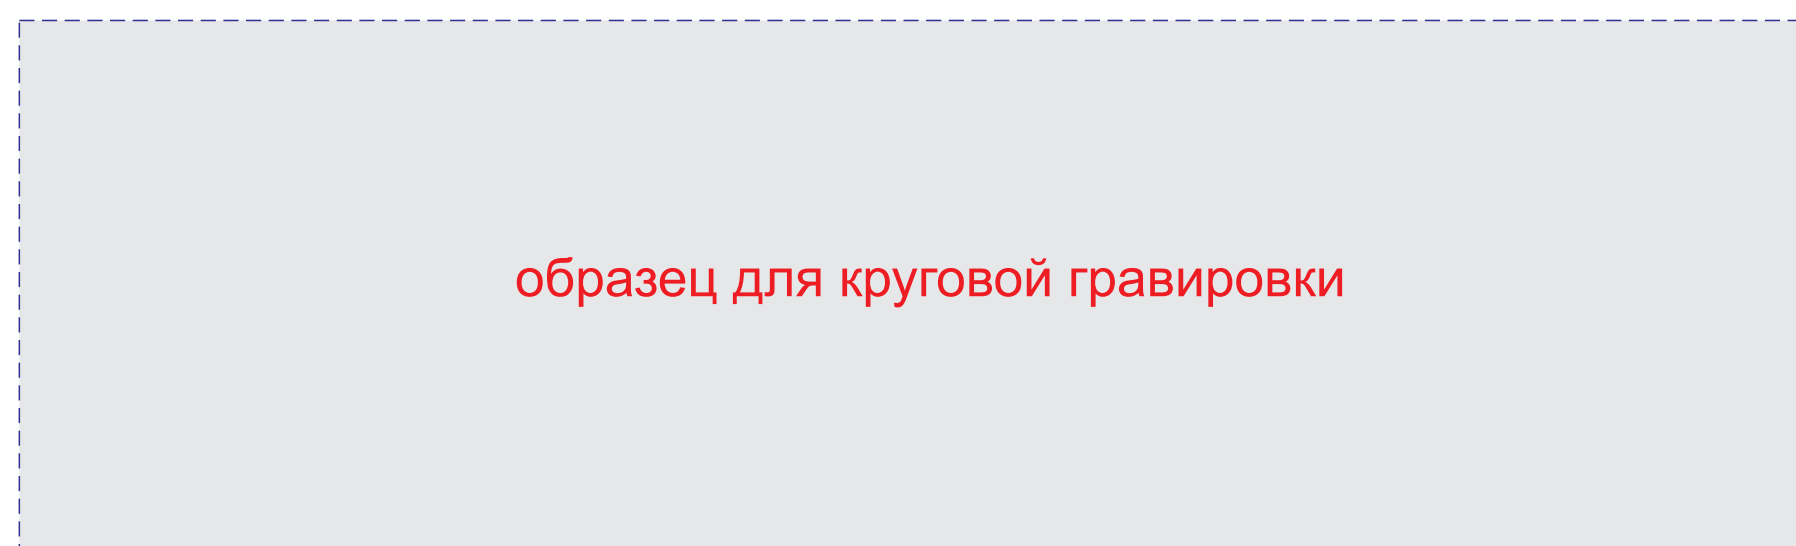 образец для круговой гравировки